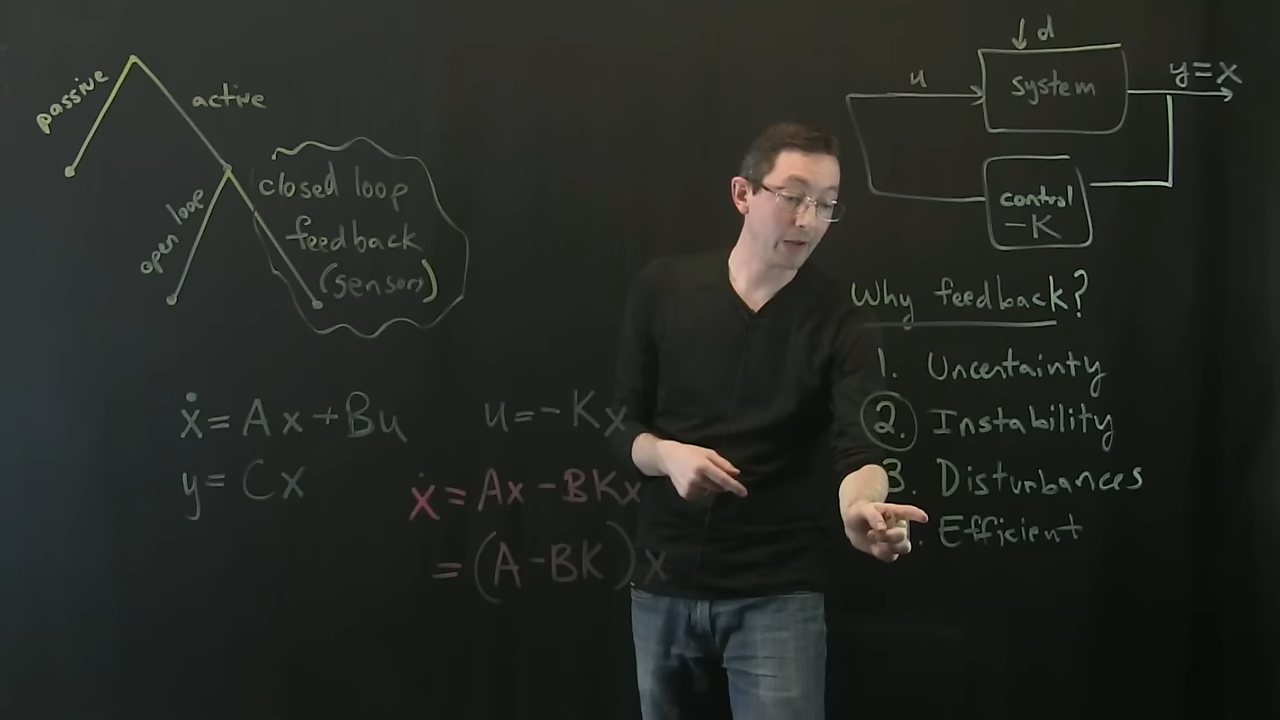 passive
active
open loop
closed loop
feedback
(sensors)
ẋ = Ax + Bu
y = Cx
u = -Kx
ẋ = Ax - BKx
= (A - BK)x
d
u
system
y = x
control
-K
Why feedback?
1. Uncertainty
2. Instability
3. Disturbances
. Efficient